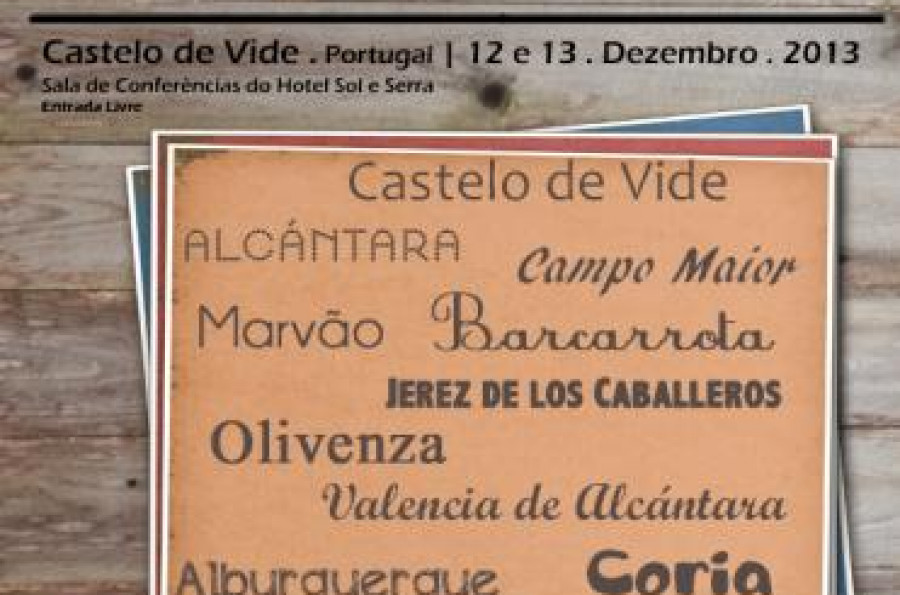 Castelo de Vide . Portugal | 12 e 13 . Dezembro . 2013
Sala de Conferências do Hotel Sol e Serra
Entrada Livre
Castelo de Vide
ALCÁNTARA
Campo Maior
Marvão Barcarrota
JEREZ DE LOS CABALLEROS
Olivenza
Valencia de Alcántara
Alburquerque Coria